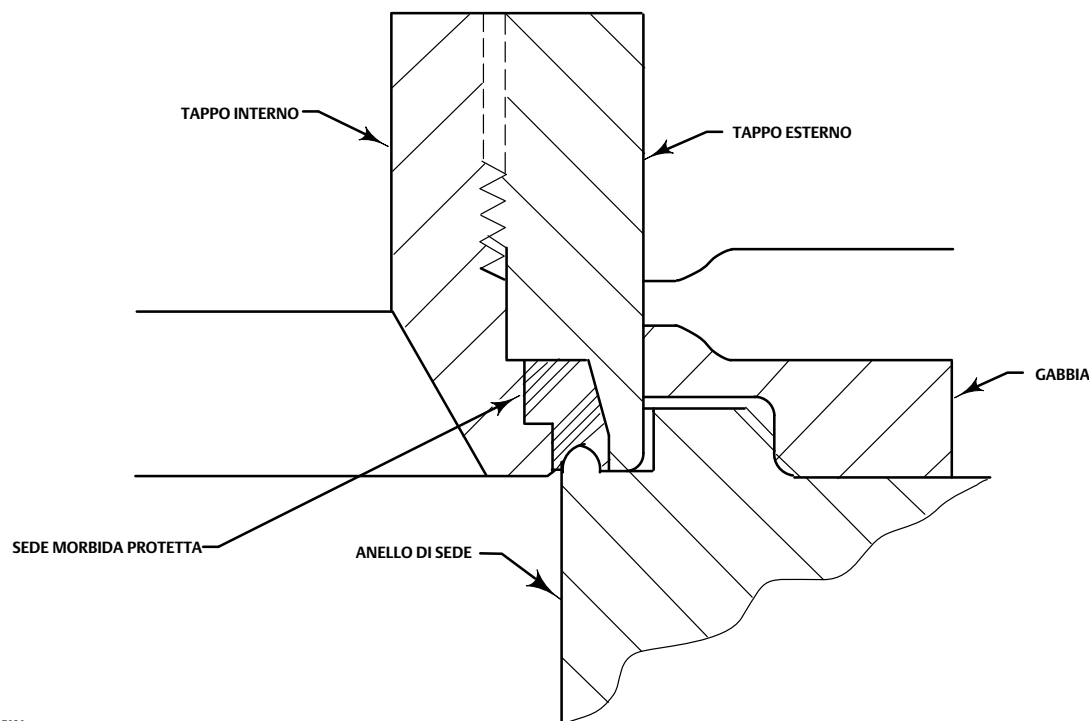 TAPPO INTERNO
TAPPO ESTERNO
GABBIA
SEDE MORBIDA PROTETTA
ANELLO DI SEDE